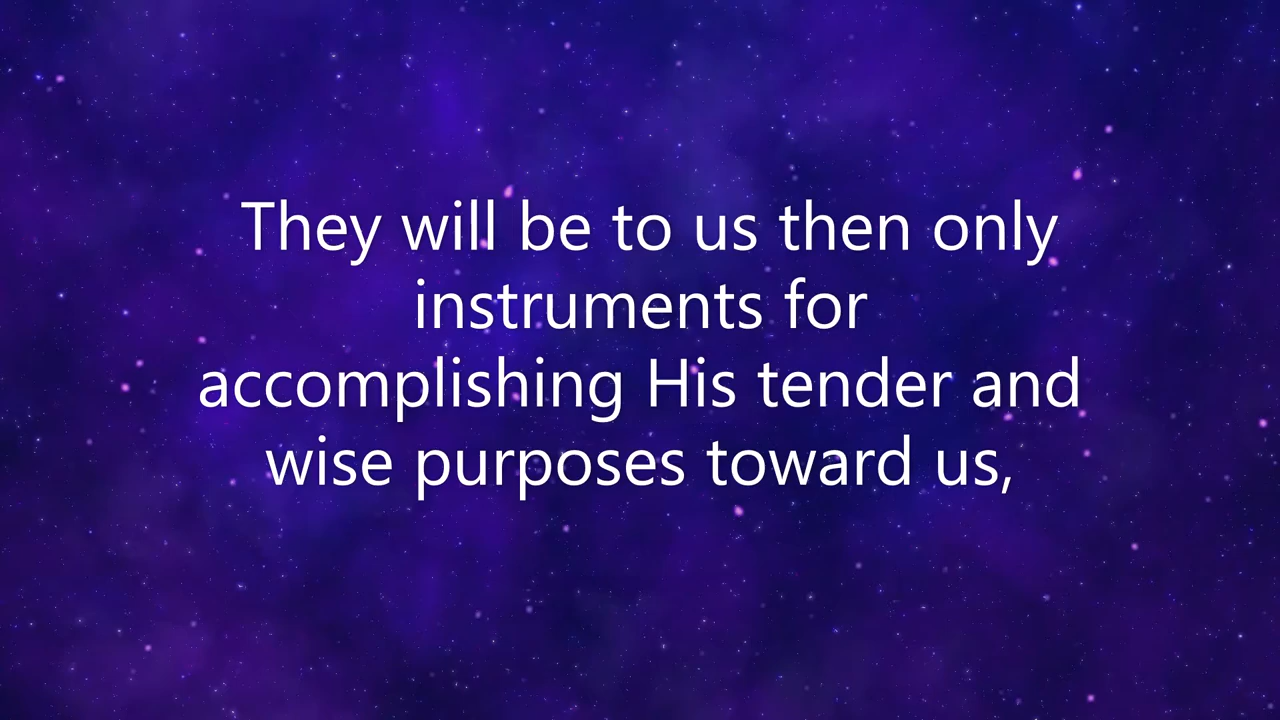 They will be to us then only
instruments for
accomplishing His tender and
wise purposes toward us,